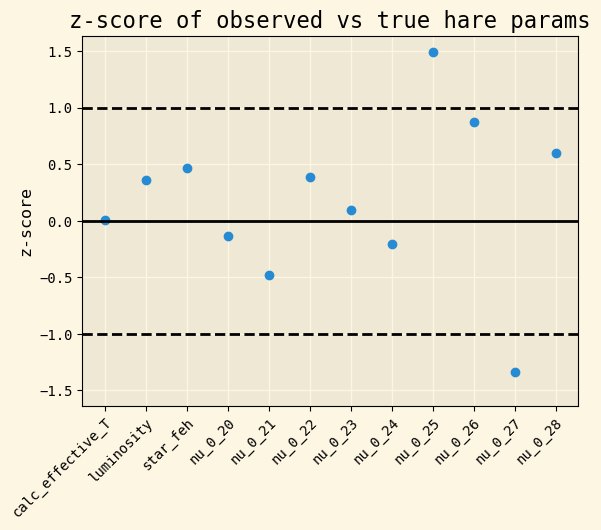 z-score of observed vs true hare params
z-score
1.5
1.0
0.5
0.0
−0.5
−1.0
−1.5
calc_effective_T
luminosity
star_feh
nu_0_20
nu_0_21
nu_0_22
nu_0_23
nu_0_24
nu_0_25
nu_0_26
nu_0_27
nu_0_28